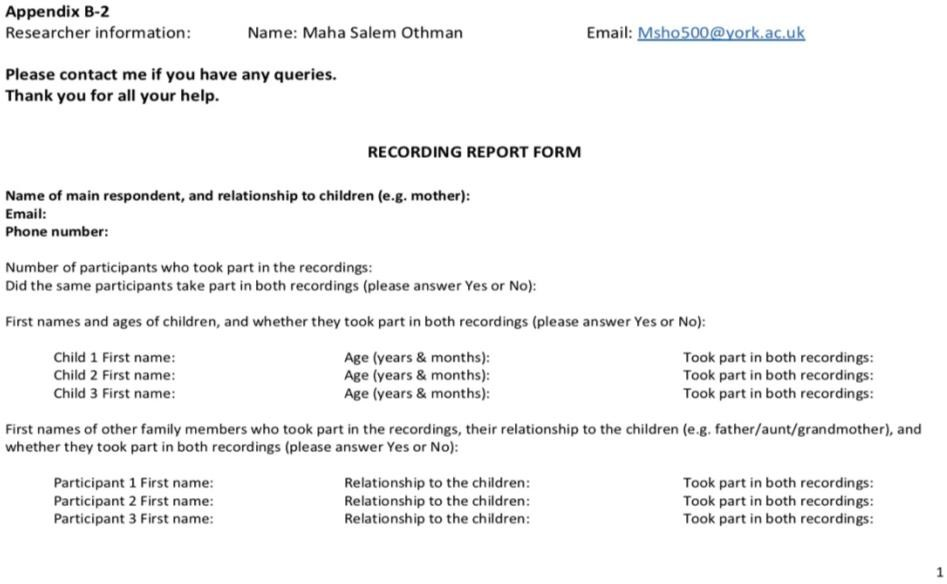 Appendix B-2
Researcher information: Name: Maha Salem Othman Email: Msho500@york.ac.uk
Please contact me if you have any queries.
Thank you for all your help.
RECORDING REPORT FORM
Name of main respondent, and relationship to children (e.g. mother):
Email:
Phone number:
Number of participants who took part in the recordings:
Did the same participants take part in both recordings (please answer Yes or No):
First names and ages of children, and whether they took part in both recordings (please answer Yes or No):
Child 1 First name: Age (years & months): Took part in both recordings:
Child 2 First name: Age (years & months): Took part in both recordings:
Child 3 First name: Age (years & months): Took part in both recordings:
First names of other family members who took part in the recordings, their relationship to the children (e.g. father/aunt/grandmother), and
whether they took part in both recordings (please answer Yes or No):
Participant 1 First name: Relationship to the children: Took part in both recordings:
Participant 2 First name: Relationship to the children: Took part in both recordings:
Participant 3 First name: Relationship to the children: Took part in both recordings:
1